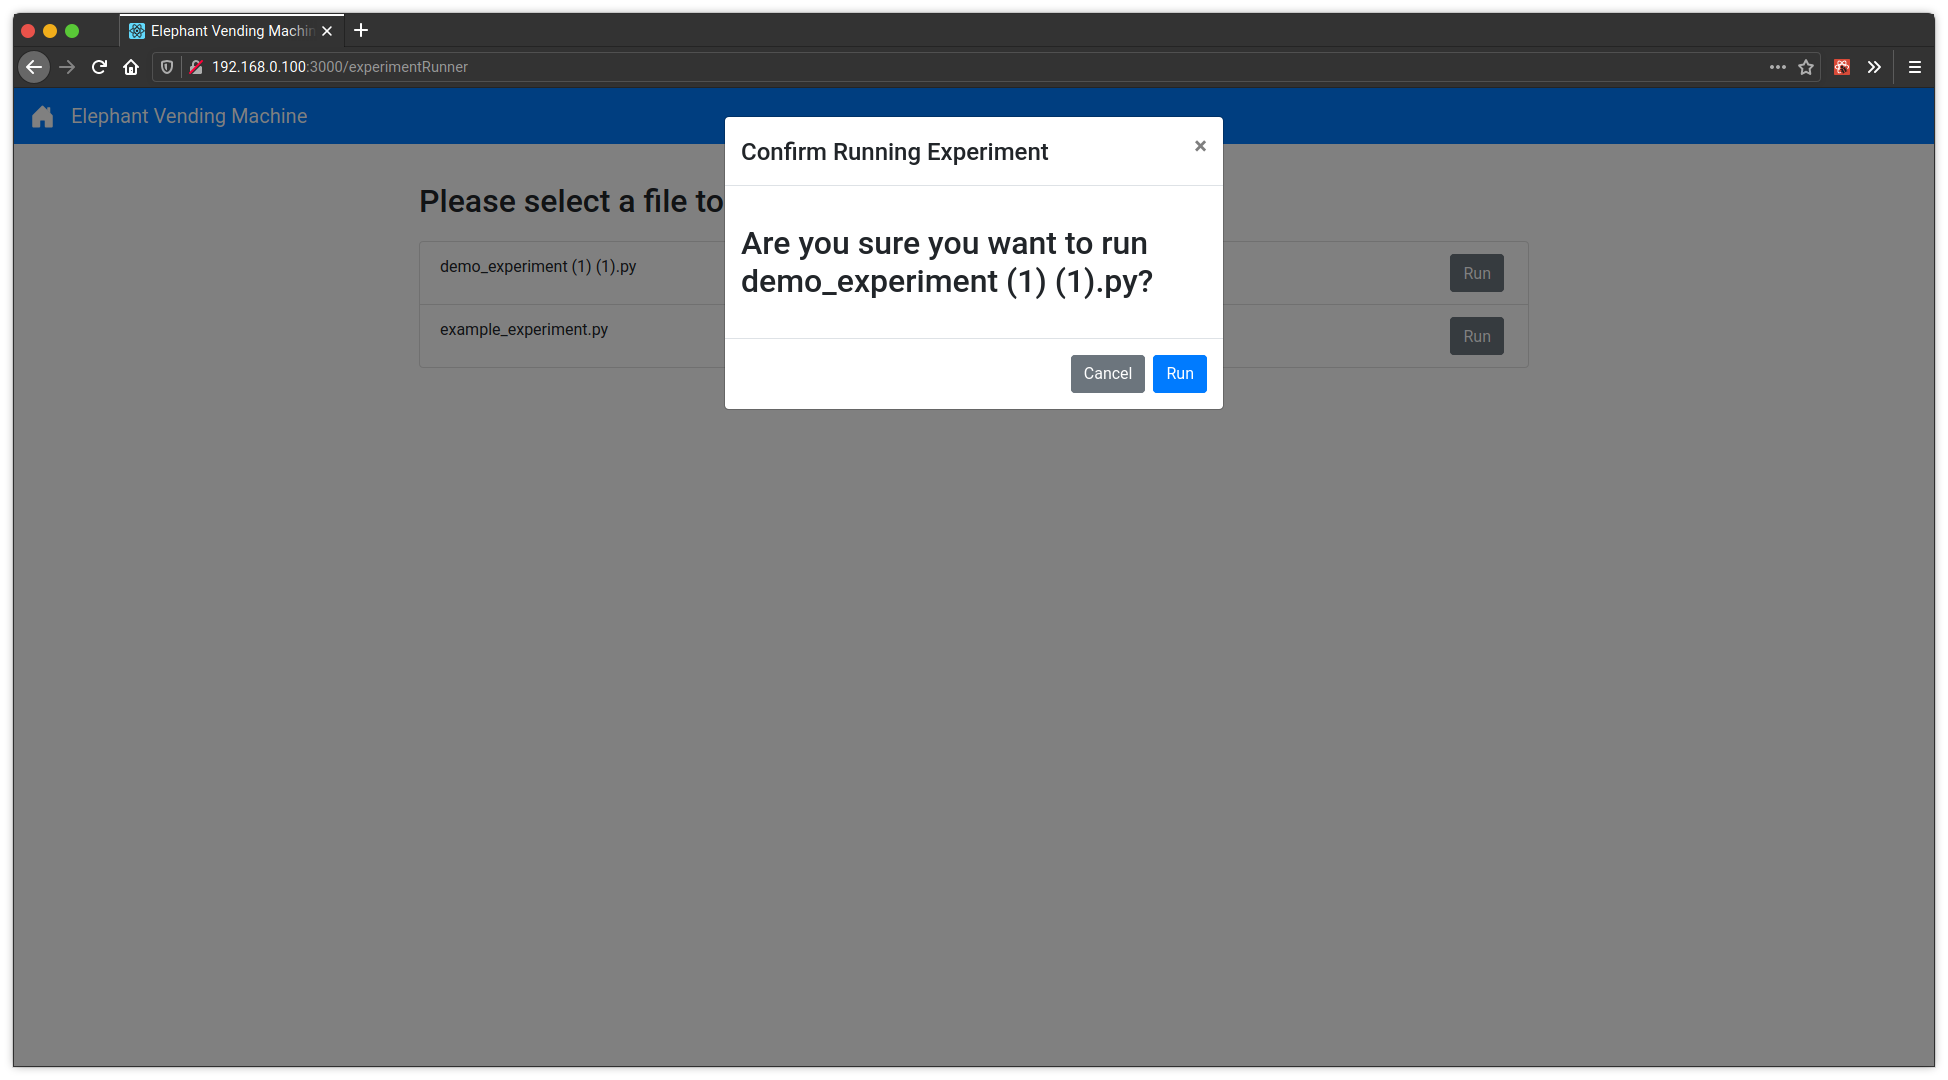 Elephant Vending Machin
192.168.0.100:3000/experimentRunner
Elephant Vending Machine
Confirm Running Experiment
×
Please select a file to
Are you sure you want to run
demo_experiment (1) (1).py?
demo_experiment (1) (1).py
Run
example_experiment.py
Run
Cancel
Run